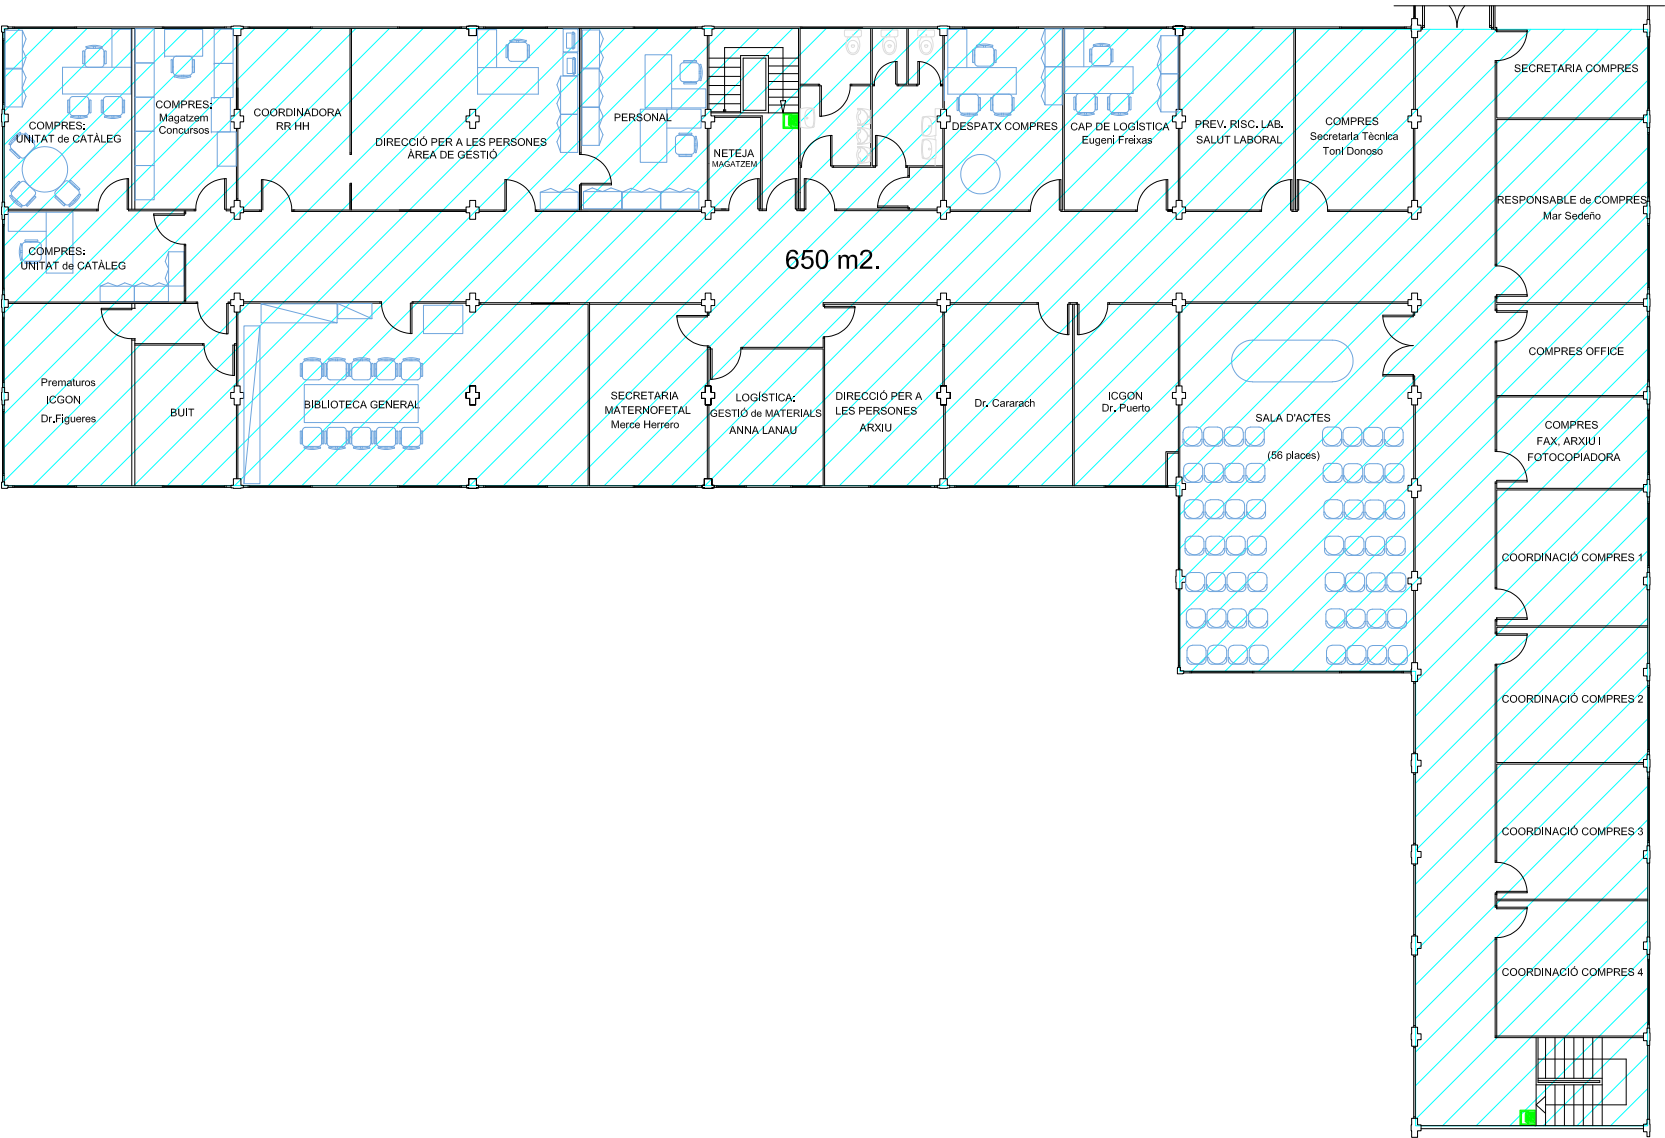 COMPRES:
UNITAT de CATÀLEG
COMPRES:
Magatzem
Concursos
COORDINADORA
RR HH
DIRECCIÓ PER A LES PERSONES
ÀREA DE GESTIÓ
PERSONAL
NETEJA
MAGATZEM
DESPATX COMPRES
CAP DE LOGÍSTICA
Eugeni Freixas
PREV. RISC. LAB.
SALUT LABORAL
COMPRES
Secretaria Tècnica
Toni Donoso
SECRETARIA COMPRES
RESPONSABLE de COMPRES
Mar Sedeño
COMPRES:
UNITAT de CATÀLEG
650 m2.
Prematuros
ICGON
Dr.Figueres
BUIT
BIBLIOTECA GENERAL
SECRETARIA
MATERNOFETAL
Merce Herrero
LOGÍSTICA:
GESTIÓ de MATERIALS
ANNA LANAU
DIRECCIÓ PER A
LES PERSONES
ARXIU
Dr. Cararach
ICGON
Dr. Puerto
SALA D'ACTES
(56 places)
COMPRES OFFICE
COMPRES
FAX, ARXIU I
FOTOCOPIADORA
COORDINACIÓ COMPRES 1
COORDINACIÓ COMPRES 2
COORDINACIÓ COMPRES 3
COORDINACIÓ COMPRES 4